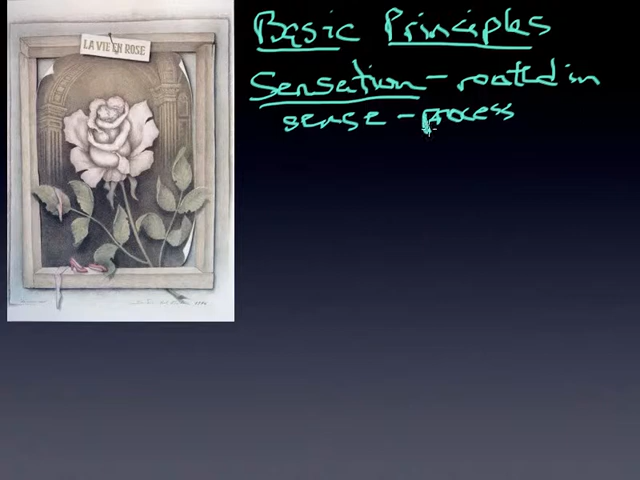 LA VIE EN ROSE
Basic Principles
Sensation - rooted in
sense - process